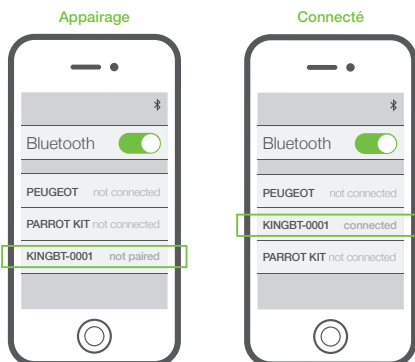 Appairage
Bluetooth
PEUGEOT not connected
PARROT KIT not connected
KINGBT-0001 not paired
Connecté
Bluetooth
PEUGEOT not connected
KINGBT-0001 connected
PARROT KIT not connected